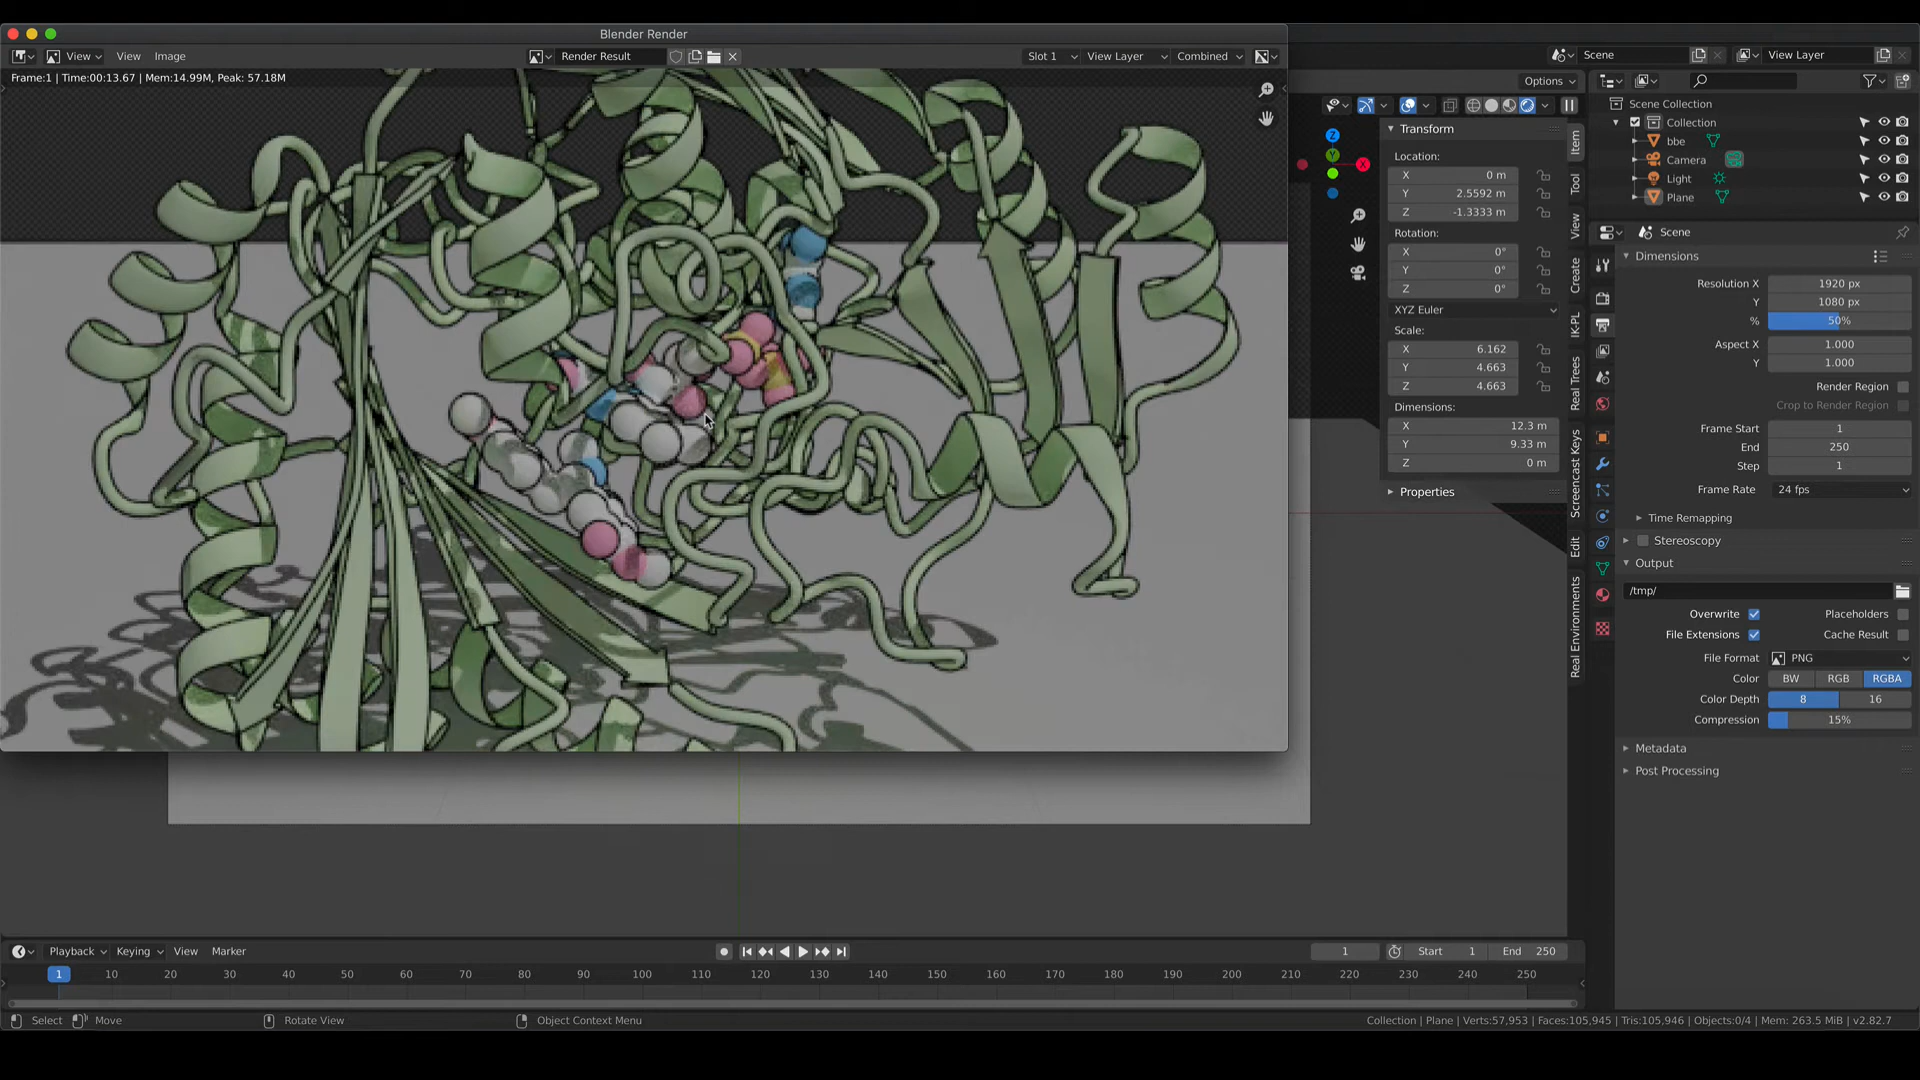 Blender Render
View View Image Render Result Slot 1 View Layer Combined
Frame:1 | Time:00:13.67 | Mem:14.99M, Peak: 57.18M
Scene View Layer
Options
Z
Y
X
Transform
Location:
X 0 m
Y 2.5592 m
Z -1.3333 m
Rotation:
X 0°
Y 0°
Z 0°
XYZ Euler
Scale:
X 6.162
Y 4.663
Z 4.663
Dimensions:
X 12.3 m
Y 9.33 m
Z 0 m
Properties
Item
Tool
View
Create
IK-PL
Real Trees
Screencast Keys
Edit
Real Environments
Scene Collection
Collection
bbe
Camera
Light
Plane
Scene
Dimensions
Resolution X 1920 px
Y 1080 px
% 50%
Aspect X 1.000
Y 1.000
Render Region
Crop to Render Region
Frame Start 1
End 250
Step 1
Frame Rate 24 fps
Time Remapping
Stereoscopy
Output
/tmp/
Overwrite Placeholders
File Extensions Cache Result
File Format PNG
Color BW RGB RGBA
Color Depth 8 16
Compression 15%
Metadata
Post Processing
Playback Keying View Marker 1 Start 1 End 250
1 10 20 30 40 50 60 70 80 90 100 110 120 130 140 150 160 170 180 190 200 210 220 230 240 250
Select Move Rotate View Object Context Menu Collection | Plane | Verts:57,953 | Faces:105,945 | Tris:105,946 | Objects:0/4 | Mem: 263.5 MiB | v2.82.7